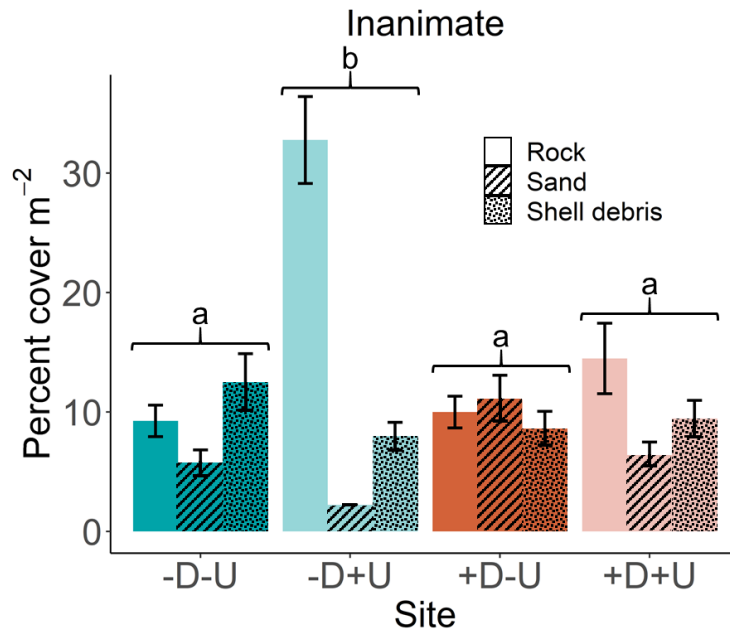 Inanimate
b
Rock
Sand
Shell debris
a
a
a
30
20
10
0
Percent cover m⁻²
-D-U
-D+U
+D-U
+D+U
Site